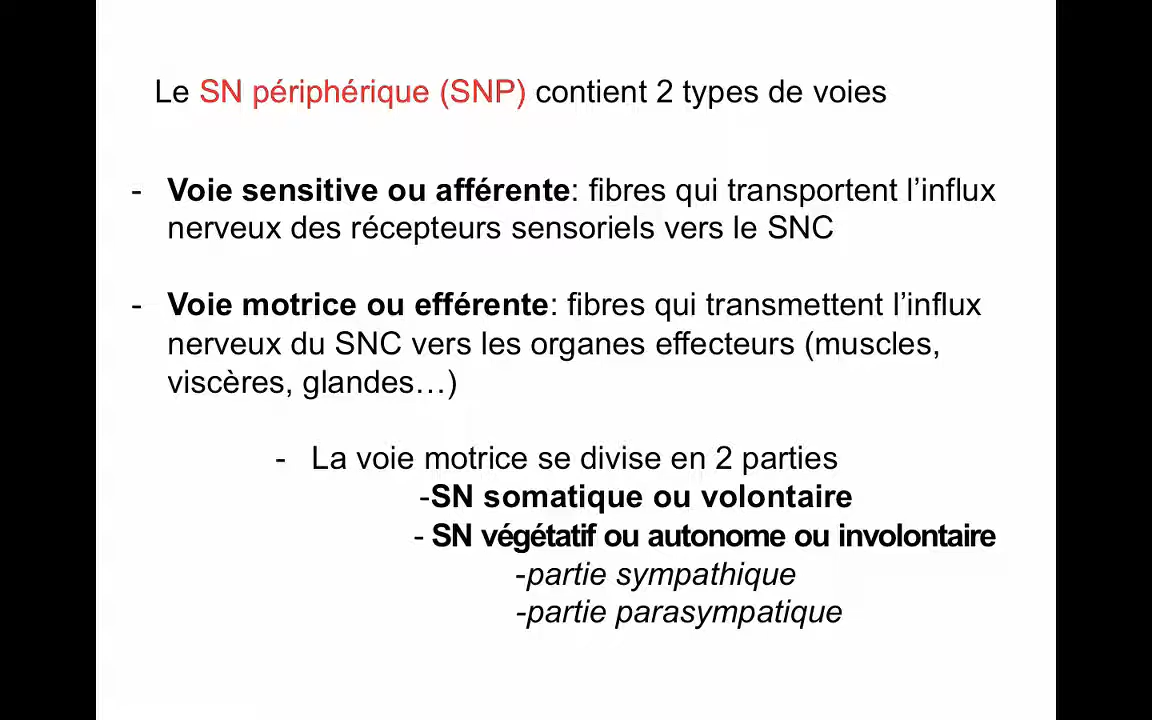 Le SN périphérique (SNP) contient 2 types de voies
- Voie sensitive ou afférente: fibres qui transportent l’influx
nerveux des récepteurs sensoriels vers le SNC
- Voie motrice ou efférente: fibres qui transmettent l’influx
nerveux du SNC vers les organes effecteurs (muscles,
viscères, glandes…)
- La voie motrice se divise en 2 parties
-SN somatique ou volontaire
- SN végétatif ou autonome ou involontaire
-partie sympathique
-partie parasympatique